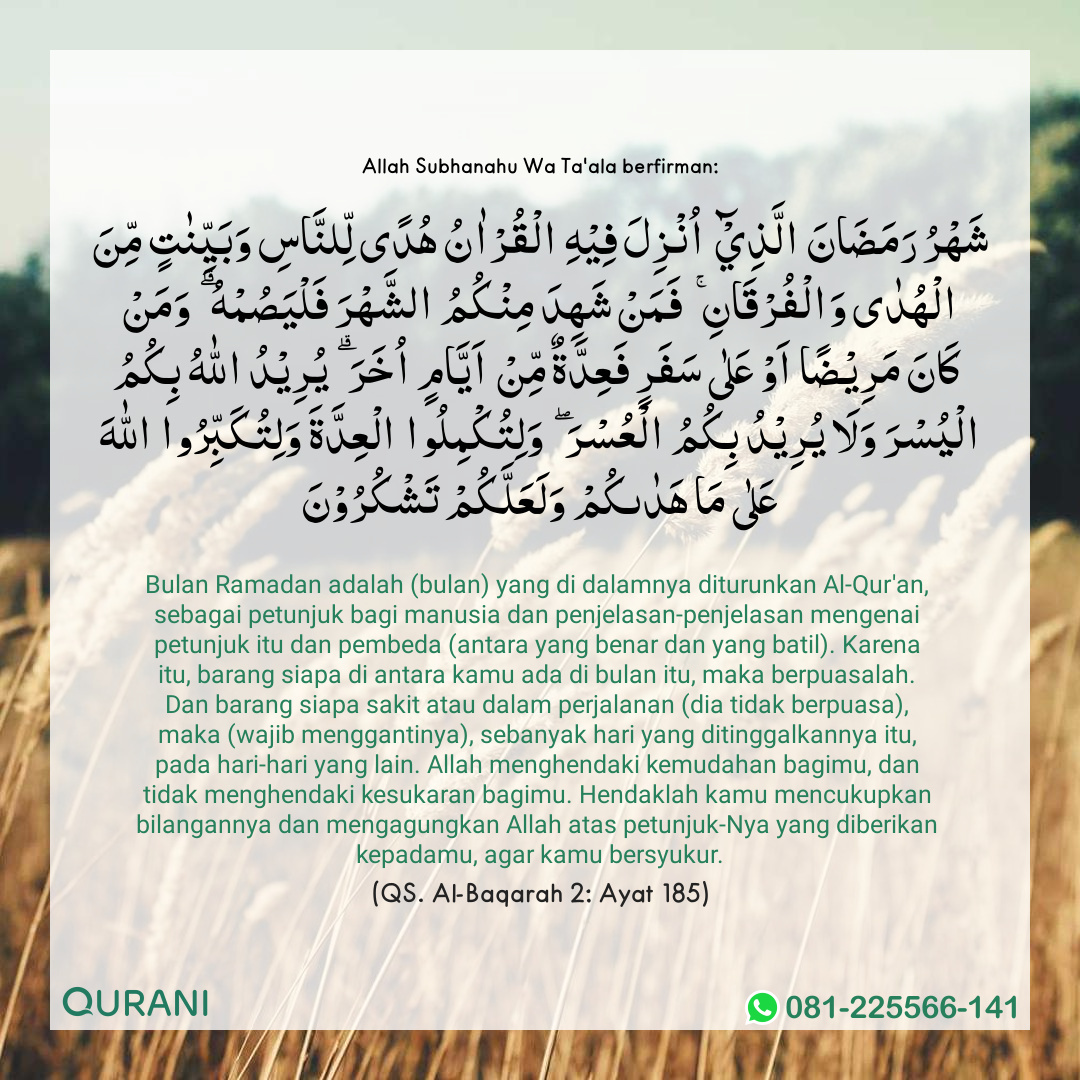 Allah Subhanahu Wa Ta'ala berfirman:
شَهْرُ رَمَضَانَ الَّذِيْٓ اُنْزِلَ فِيْهِ الْقُرْاٰنُ هُدًى لِّلنَّاسِ وَبَيِّنٰتٍ مِّنَ
الْهُدٰى وَالْفُرْقَانِ ۚ فَمَنْ شَهِدَ مِنْكُمُ الشَّهْرَ فَلْيَصُمْهُ ۗ وَمَنْ
كَانَ مَرِيْضًا اَوْ عَلٰى سَفَرٍ فَعِدَّةٌ مِّنْ اَيَّامٍ اُخَرَ ۗ يُرِيْدُ اللّٰهُ بِكُمُ
الْيُسْرَ وَلَا يُرِيْدُ بِكُمُ الْعُسْرَ ۖ وَلِتُكْمِلُوا الْعِدَّةَ وَلِتُكَبِّرُوا اللّٰهَ
عَلٰى مَا هَدٰىكُمْ وَلَعَلَّكُمْ تَشْكُرُوْنَ
Bulan Ramadan adalah (bulan) yang di dalamnya diturunkan Al-Qur'an,
sebagai petunjuk bagi manusia dan penjelasan-penjelasan mengenai
petunjuk itu dan pembeda (antara yang benar dan yang batil). Karena
itu, barang siapa di antara kamu ada di bulan itu, maka berpuasalah.
Dan barang siapa sakit atau dalam perjalanan (dia tidak berpuasa),
maka (wajib menggantinya), sebanyak hari yang ditinggalkannya itu,
pada hari-hari yang lain. Allah menghendaki kemudahan bagimu, dan
tidak menghendaki kesukaran bagimu. Hendaklah kamu mencukupkan
bilangannya dan mengagungkan Allah atas petunjuk-Nya yang diberikan
kepadamu, agar kamu bersyukur.
(QS. Al-Baqarah 2: Ayat 185)
QURANI
081-225566-141